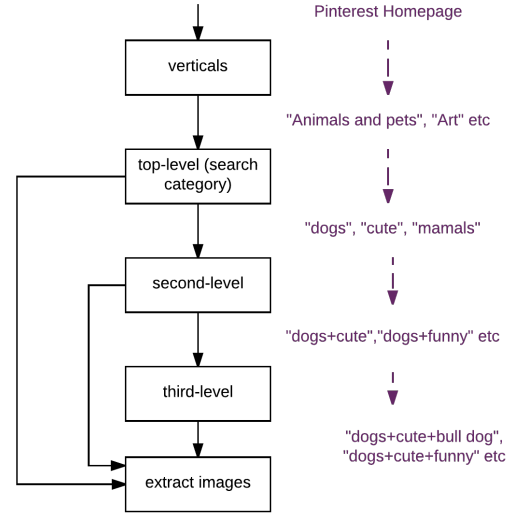 Pinterest Homepage
verticals
"Animals and pets", "Art" etc
top-level (search
category)
"dogs", "cute", "mamals"
second-level
"dogs+cute","dogs+funny" etc
third-level
"dogs+cute+bull dog",
"dogs+cute+funny" etc
extract images